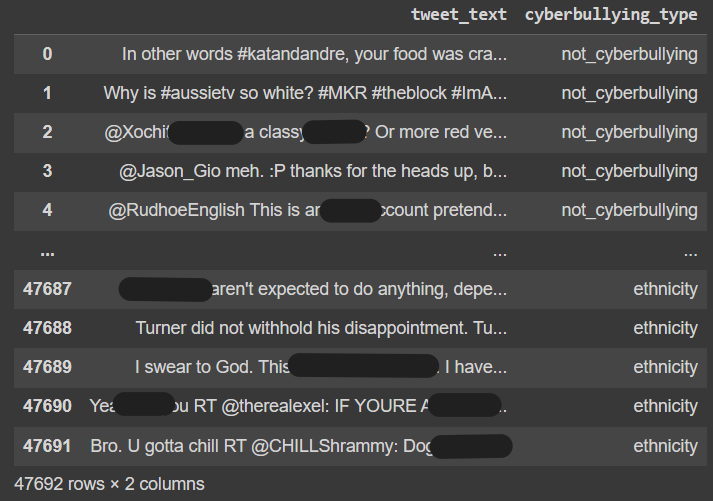 tweet_text cyberbullying_type
0 In other words #katandandre, your food was cra... not_cyberbullying
1 Why is #aussietv so white? #MKR #theblock #ImA... not_cyberbullying
2 a classy ? Or more red ve... not_cyberbullying
3 @Jason_Gio meh. :P thanks for the heads up, b... not_cyberbullying
4 @RudhoeEnglish This is pretend... not_cyberbullying
... ... ...
47687 aren't expected to do anything, depe... ethnicity
47688 Turner did not withhold his disappointment. Tu... ethnicity
47689 I swear to God. This I have... ethnicity
47690 RT @therealexel: IF YOURE ethnicity
47691 Bro. U gotta chill RT @CHILLShrammy: Dog ethnicity
47692 rows × 2 columns